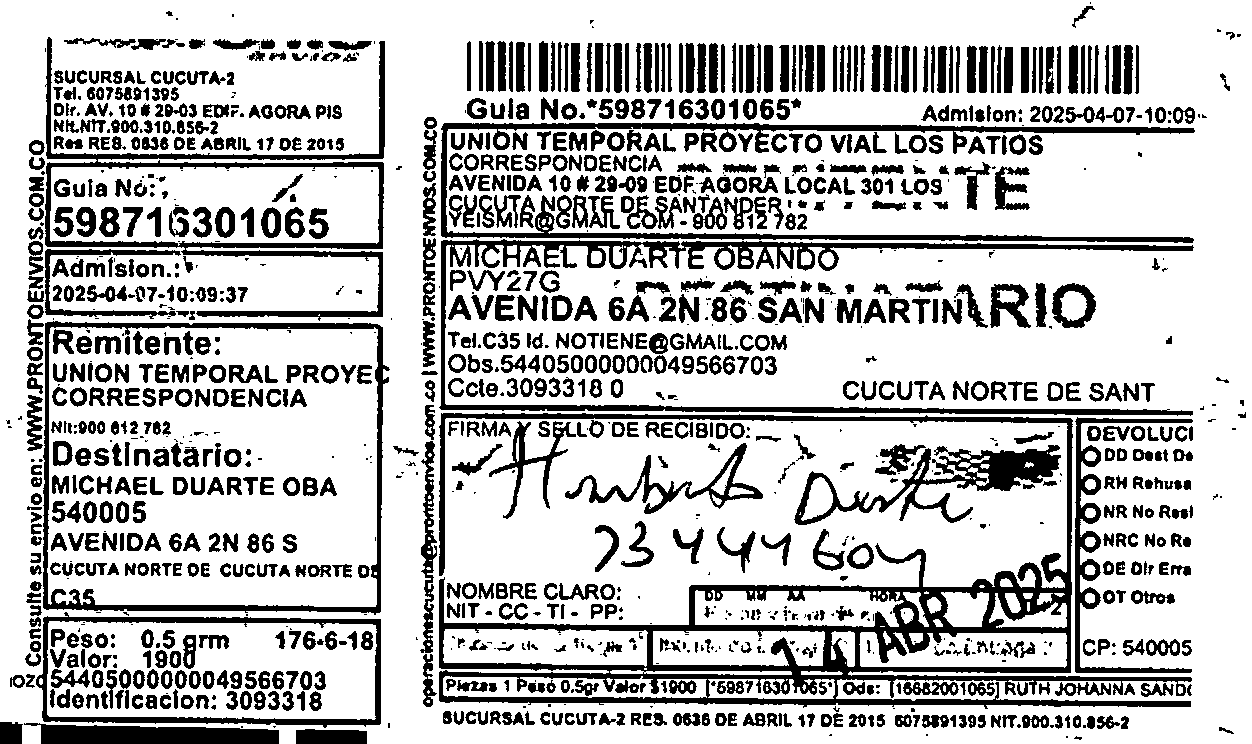 SUCURSAL CUCUTA-2
Tel. 6075891395
Dir. AV. 10 # 29-03 EDIF. AGORA PIS
Nit.NIT.900.310.856-2
Res RES. 0636 DE ABRIL 17 DE 2015
Consulte su envio en: WWW.PRONTOENVIOS.COM.CO
Guia No:
598716301065
Admision.:
2025-04-07-10:09:37
Remitente:
UNION TEMPORAL PROYEC
CORRESPONDENCIA
Nit:900 612 762
Destinatario:
MICHAEL DUARTE OBA
540005
AVENIDA 6A 2N 86 S
CUCUTA NORTE DE CUCUTA NORTE DE
C35
Peso: 0.5 grm 176-6-18
Valor: 1900
54405000000049566703
Identificacion: 3093318
operacionescucuta@prontoenvios.com.co | WWW.PRONTOENVIOS.COM.CO
Guia No.*598716301065*
Admision: 2025-04-07-10:09
UNION TEMPORAL PROYECTO VIAL LOS PATIOS
CORRESPONDENCIA
AVENIDA 10 # 29-09 EDF AGORA LOCAL 301 LOS
CUCUTA NORTE DE SANTANDER
YEISMIR@GMAIL COM - 900 812 782
MICHAEL DUARTE OBANDO
PVY27G
AVENIDA 6A 2N 86 SAN MARTIN
Tel.C35 Id. NOTIENE@GMAIL.COM
Obs.54405000000049566703
Ccte.3093318 0 CUCUTA NORTE DE SANT
FIRMA Y SELLO DE RECIBIDO:
Humberto Duarte
NOMBRE CLARO:
NIT - CC - TI - PP:
DD MM AA HORA
14 ABR 2025
DEVOLUCI
DD Dest De
RH Rehusa
NR No Resi
NRC No Re
DE Dir Erra
OT Otros
CP: 540005
Piezas 1 Peso 0.5gr Valor $1900 [*598716301065*] Ods: [16682001065] RUTH JOHANNA SAND
SUCURSAL CUCUTA-2 RES. 0636 DE ABRIL 17 DE 2015 6075891395 NIT.900.310.856-2